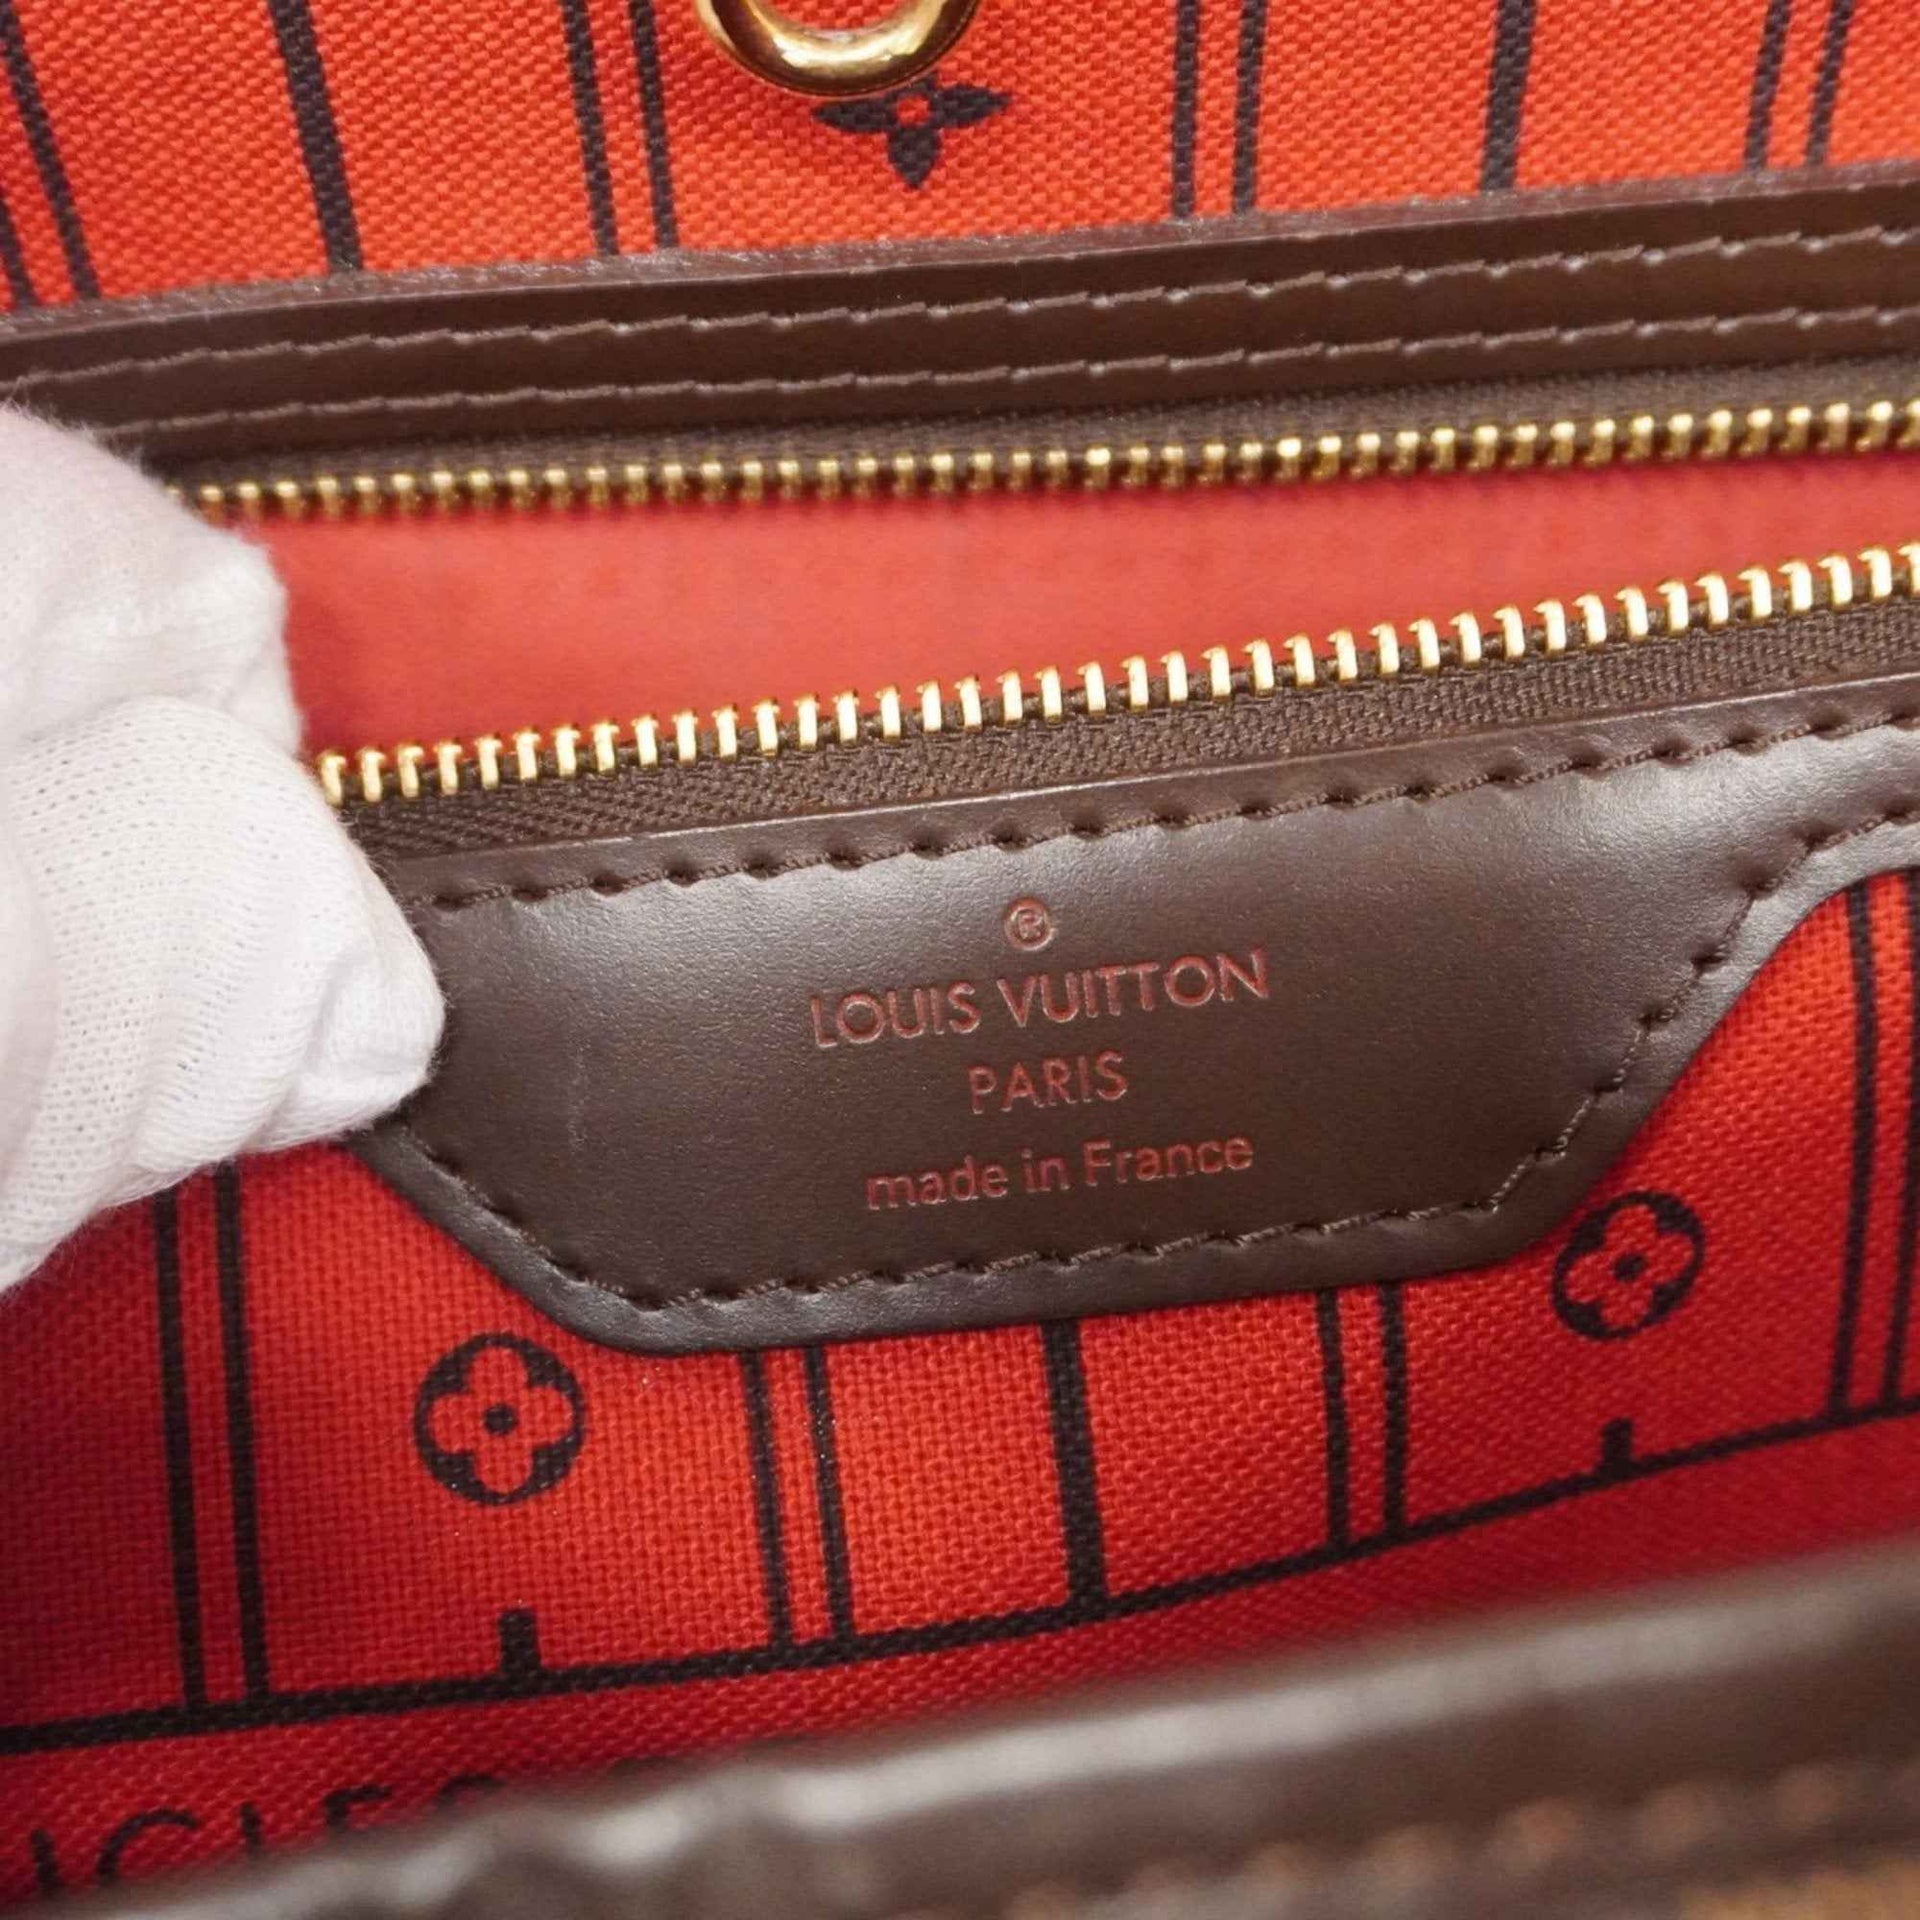 ®
LOUIS VUITTON
PARIS
made in France